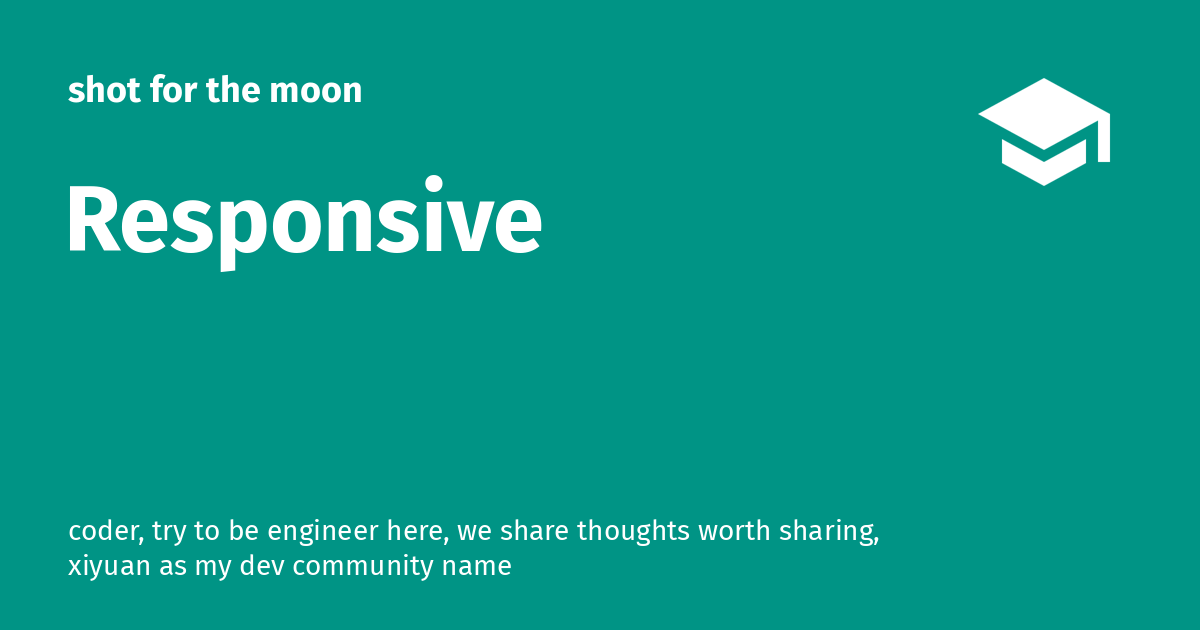 shot for the moon
Responsive
coder, try to be engineer here, we share thoughts worth sharing,
xiyuan as my dev community name